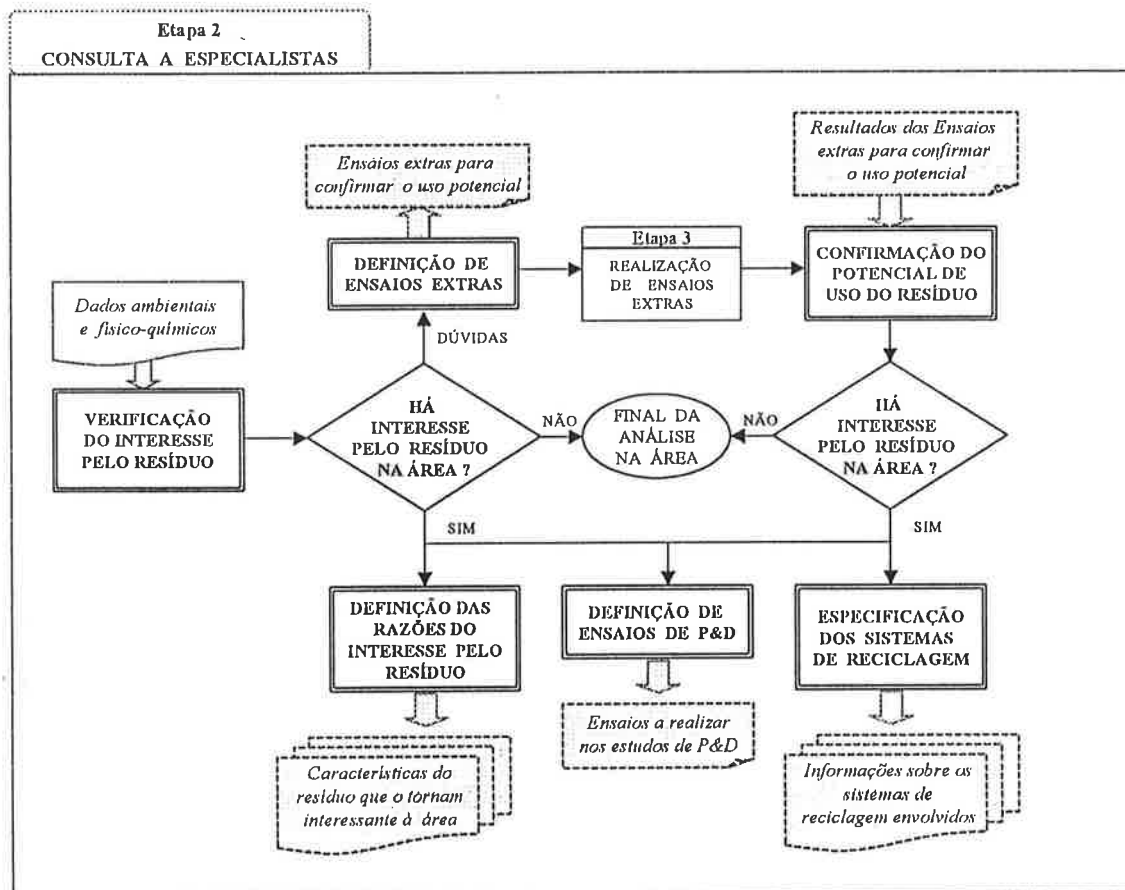 Etapa 2
CONSULTA A ESPECIALISTAS
Ensaios extras para
confirmar o uso potencial
Resultados dos Ensaios
extras para confirmar
o uso potencial
DEFINIÇÃO DE
ENSAIOS EXTRAS
Etapa 3
REALIZAÇÃO
DE ENSAIOS
EXTRAS
CONFIRMAÇÃO DO
POTENCIAL DE
USO DO RESÍDUO
Dados ambientais
e físico-químicos
DÚVIDAS
VERIFICAÇÃO
DO INTERESSE
PELO RESÍDUO
HÁ
INTERESSE
PELO RESÍDUO
NA ÁREA ?
NÃO
FINAL DA
ANÁLISE
NA ÁREA
NÃO
HÁ
INTERESSE
PELO RESÍDUO
NA ÁREA ?
SIM
SIM
DEFINIÇÃO DAS
RAZÕES DO
INTERESSE PELO
RESÍDUO
DEFINIÇÃO DE
ENSAIOS DE P&D
ESPECIFICAÇÃO
DOS SISTEMAS
DE RECICLAGEM
Características do
resíduo que o tornam
interessante à área
Ensaios a realizar
nos estudos de P&D
Informações sobre os
sistemas de
reciclagem envolvidos